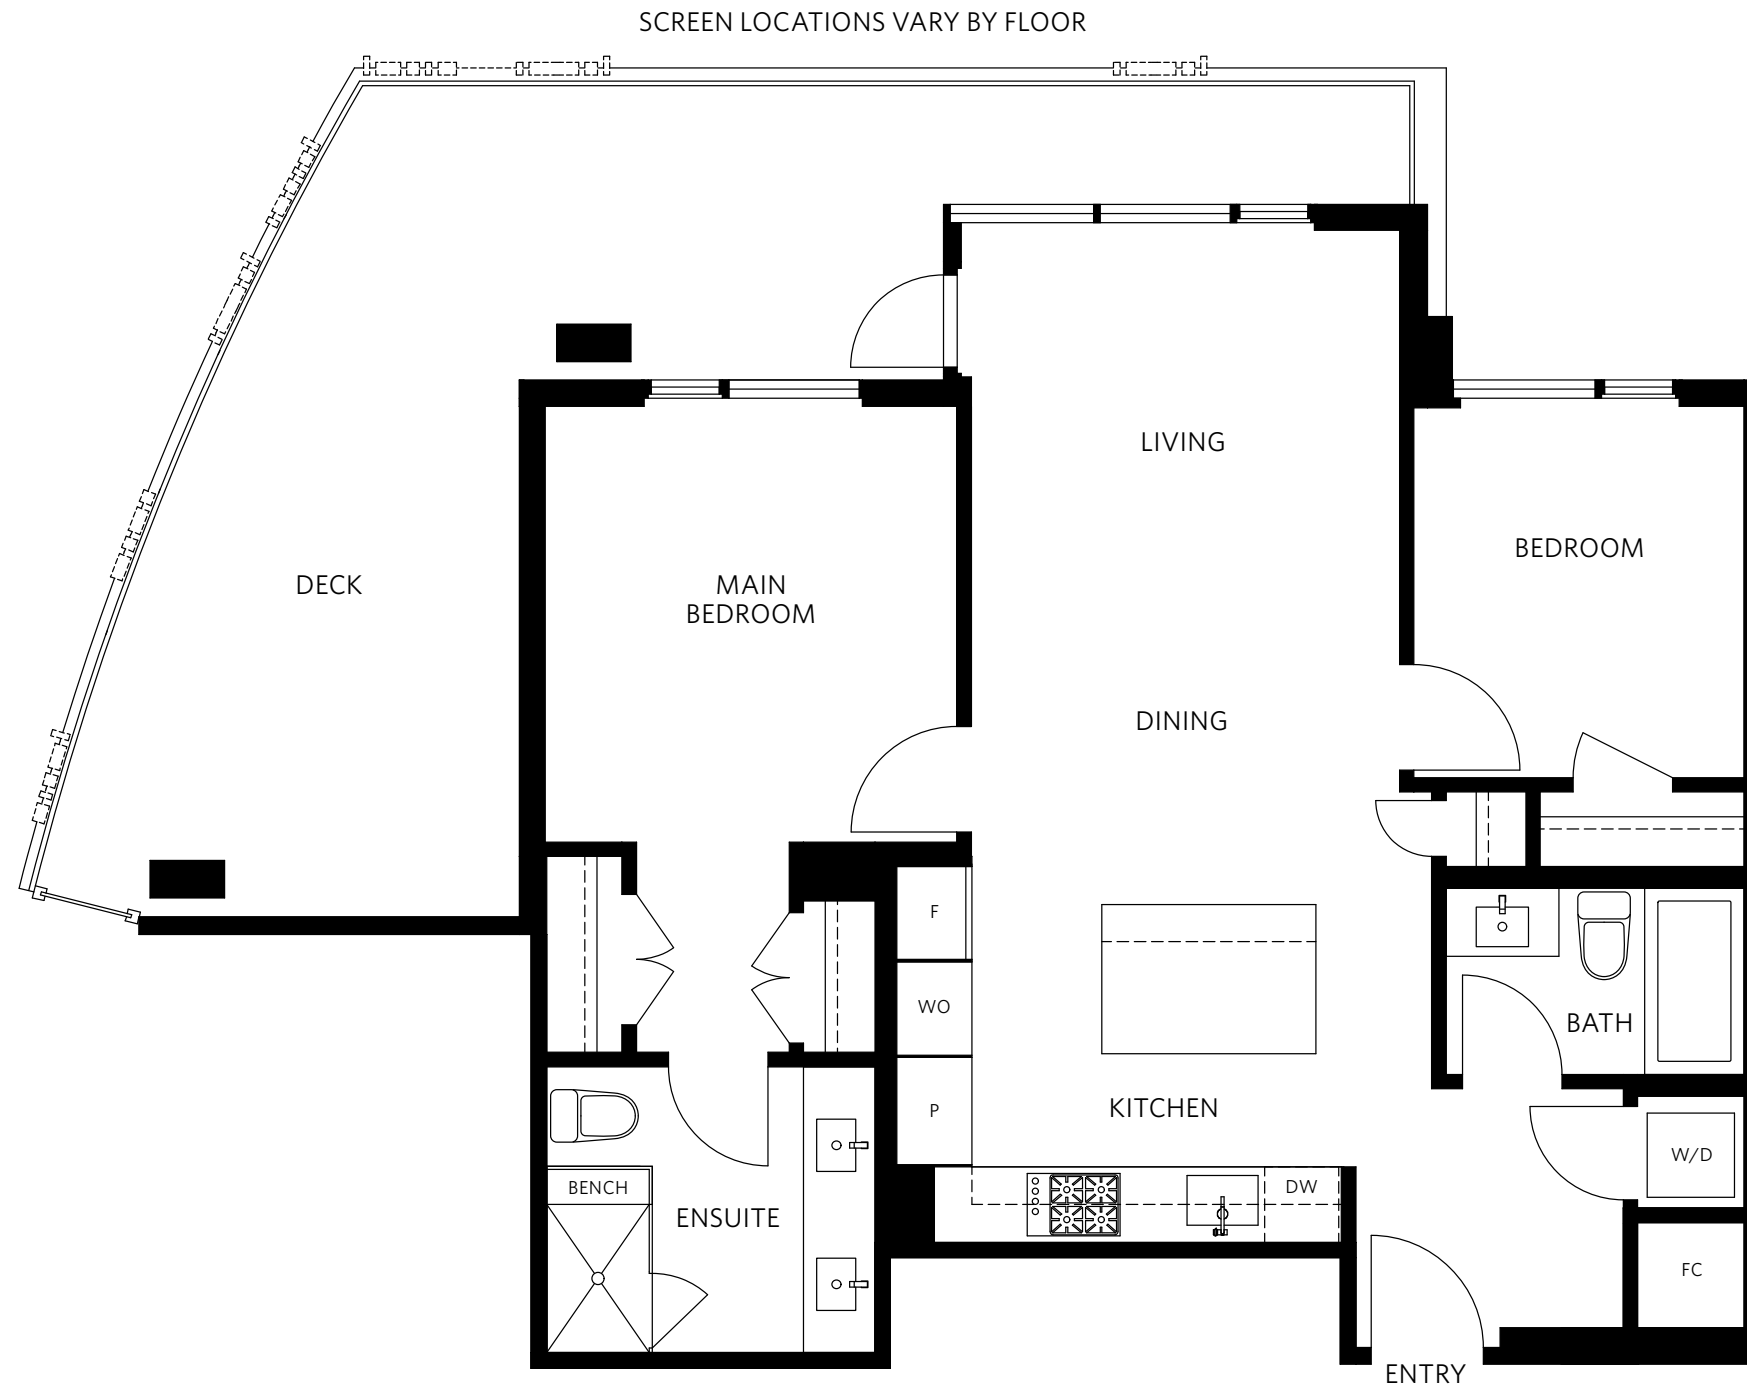 SCREEN LOCATIONS VARY BY FLOOR
LIVING
BEDROOM
DECK
MAIN
BEDROOM
DINING
F
WO
BATH
P
KITCHEN
W/D
BENCH
DW
ENSUITE
FC
ENTRY